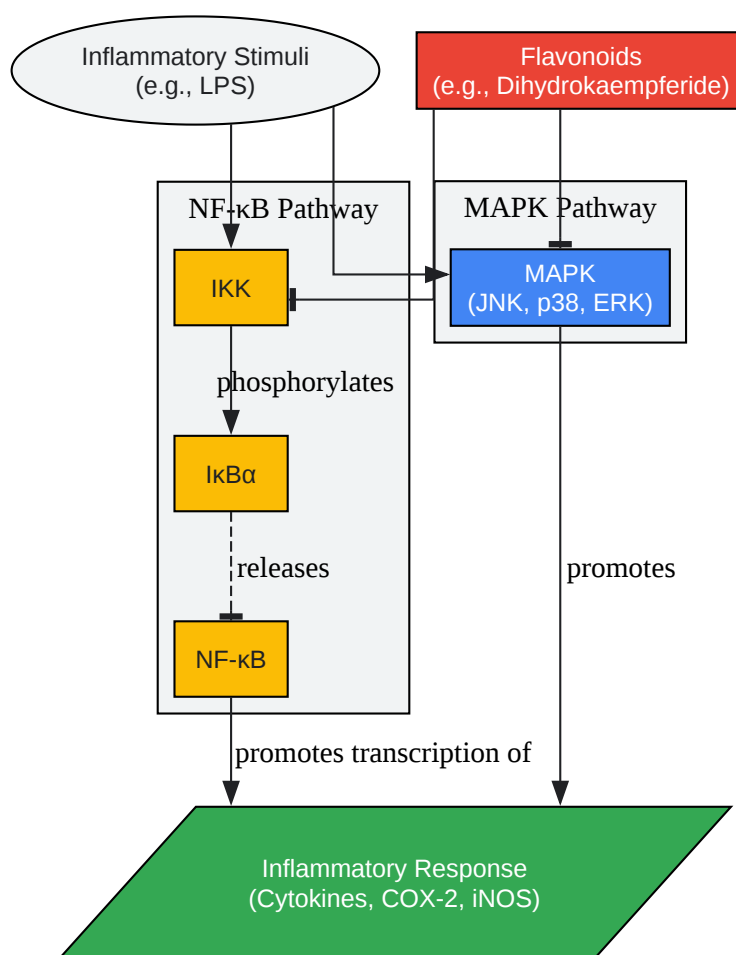 Inflammatory Stimuli
(e.g., LPS)
Flavonoids
(e.g., Dihydrokaempferide)
NF-κB Pathway
MAPK Pathway
IKK
MAPK
(JNK, p38, ERK)
phosphorylates
IκBα
releases
promotes
NF-κB
promotes transcription of
Inflammatory Response
(Cytokines, COX-2, iNOS)